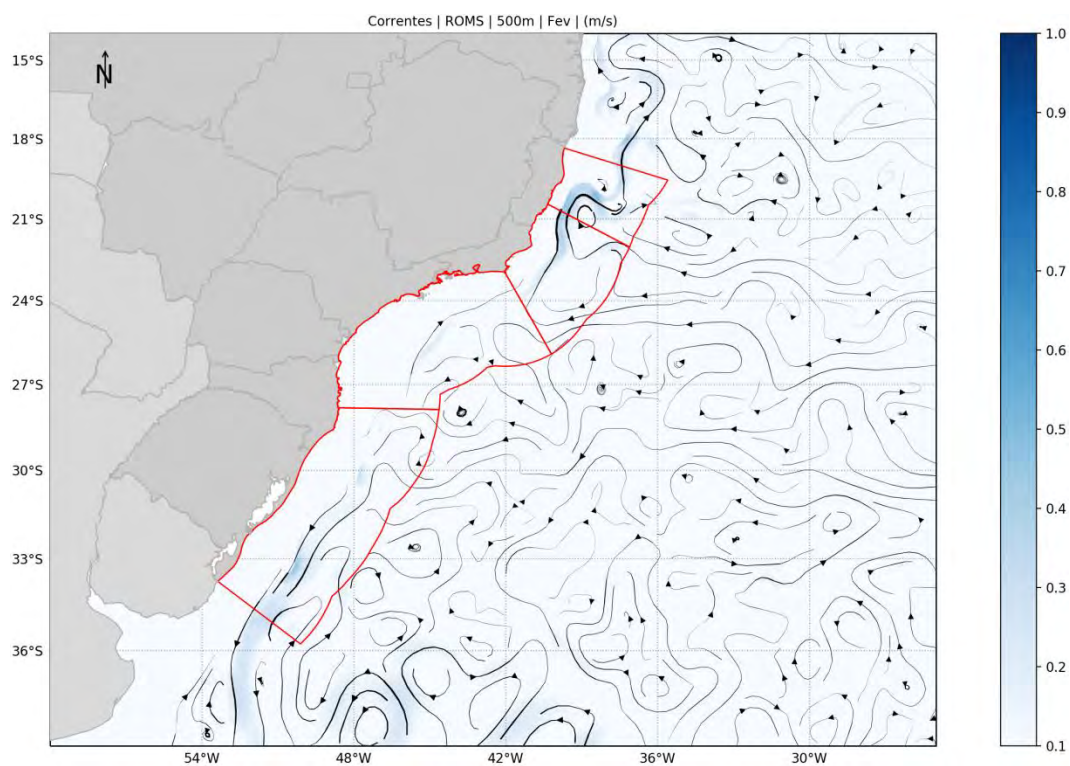 Correntes | ROMS | 500m | Fev | (m/s)
N
15°S
18°S
21°S
24°S
27°S
30°S
33°S
36°S
54°W
48°W
42°W
36°W
30°W
1.0
0.9
0.8
0.7
0.6
0.5
0.4
0.3
0.2
0.1